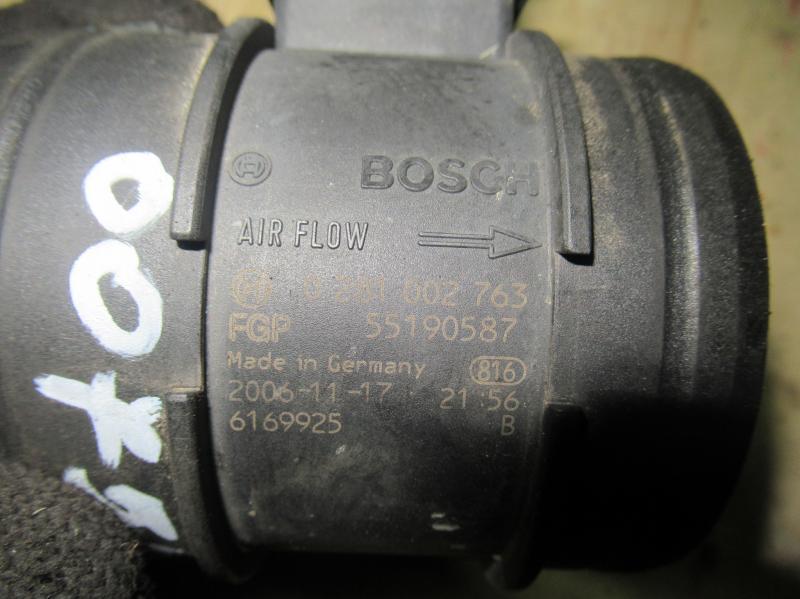 BOSCH
AIR FLOW
0 281 002 763
FGP 55190587
Made in Germany 816
2006-11-17 21:56
6169925 B